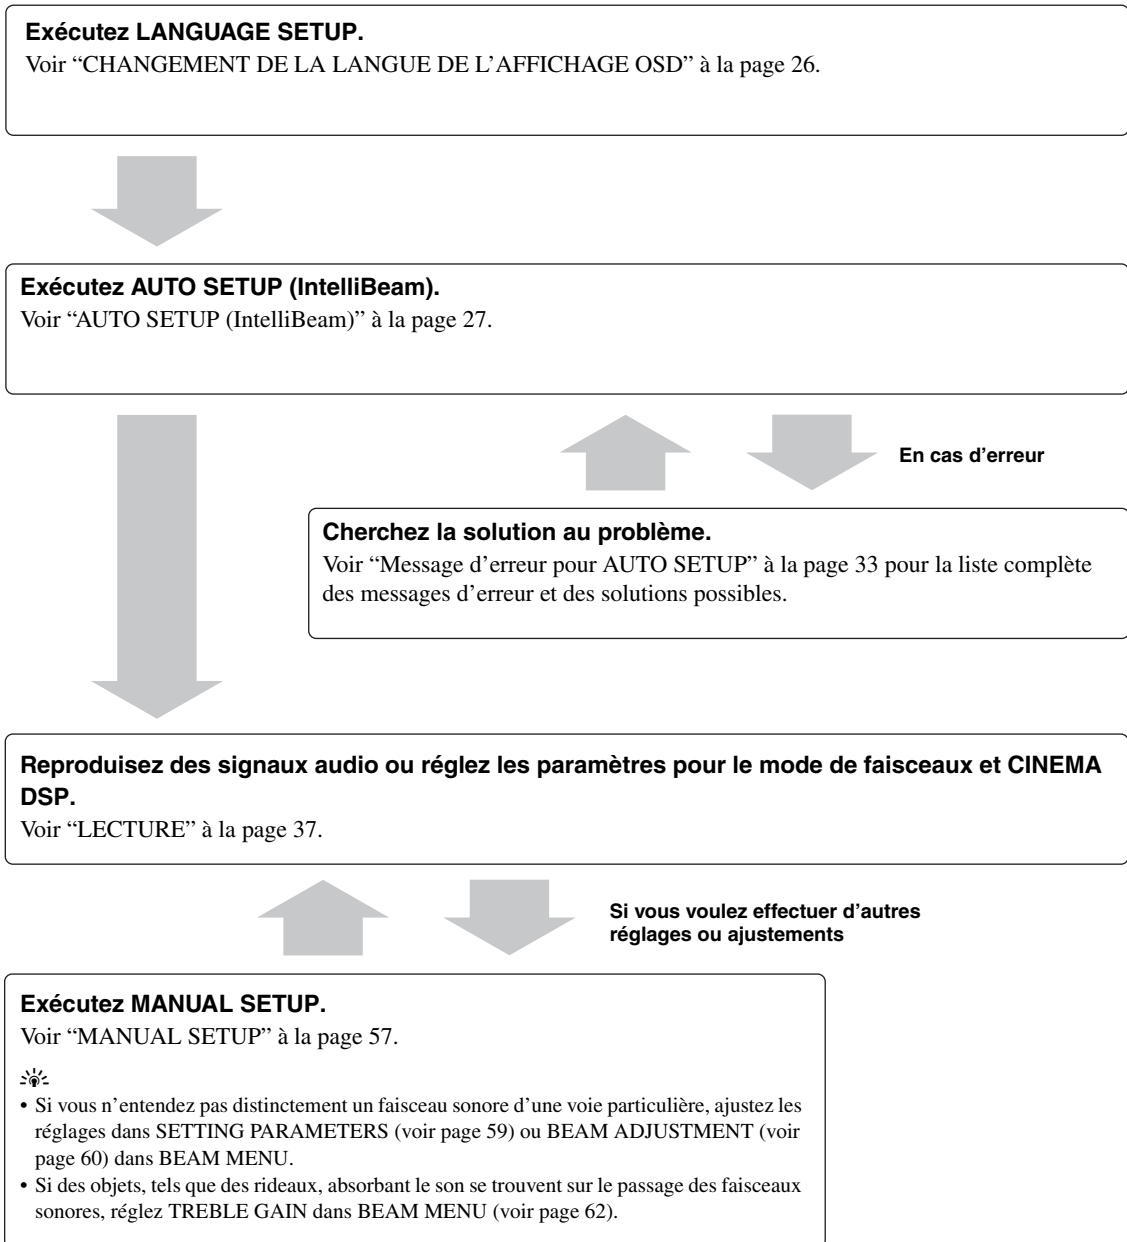 Exécutez LANGUAGE SETUP.
Voir “CHANGEMENT DE LA LANGUE DE L’AFFICHAGE OSD” à la page 26.
Exécutez AUTO SETUP (IntelliBeam).
Voir “AUTO SETUP (IntelliBeam)” à la page 27.
En cas d’erreur
Cherchez la solution au problème.
Voir “Message d’erreur pour AUTO SETUP” à la page 33 pour la liste complète
des messages d’erreur et des solutions possibles.
Reproduisez des signaux audio ou réglez les paramètres pour le mode de faisceaux et CINEMA
DSP.
Voir “LECTURE” à la page 37.
Si vous voulez effectuer d’autres
réglages ou ajustements
Exécutez MANUAL SETUP.
Voir “MANUAL SETUP” à la page 57.
• Si vous n’entendez pas distinctement un faisceau sonore d’une voie particulière, ajustez les
réglages dans SETTING PARAMETERS (voir page 59) ou BEAM ADJUSTMENT (voir
page 60) dans BEAM MENU.
• Si des objets, tels que des rideaux, absorbant le son se trouvent sur le passage des faisceaux
sonores, réglez TREBLE GAIN dans BEAM MENU (voir page 62).